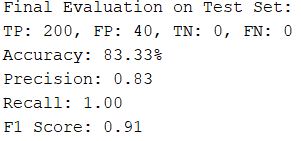 Final Evaluation on Test Set:
TP: 200, FP: 40, TN: 0, FN: 0
Accuracy: 83.33%
Precision: 0.83
Recall: 1.00
F1 Score: 0.91